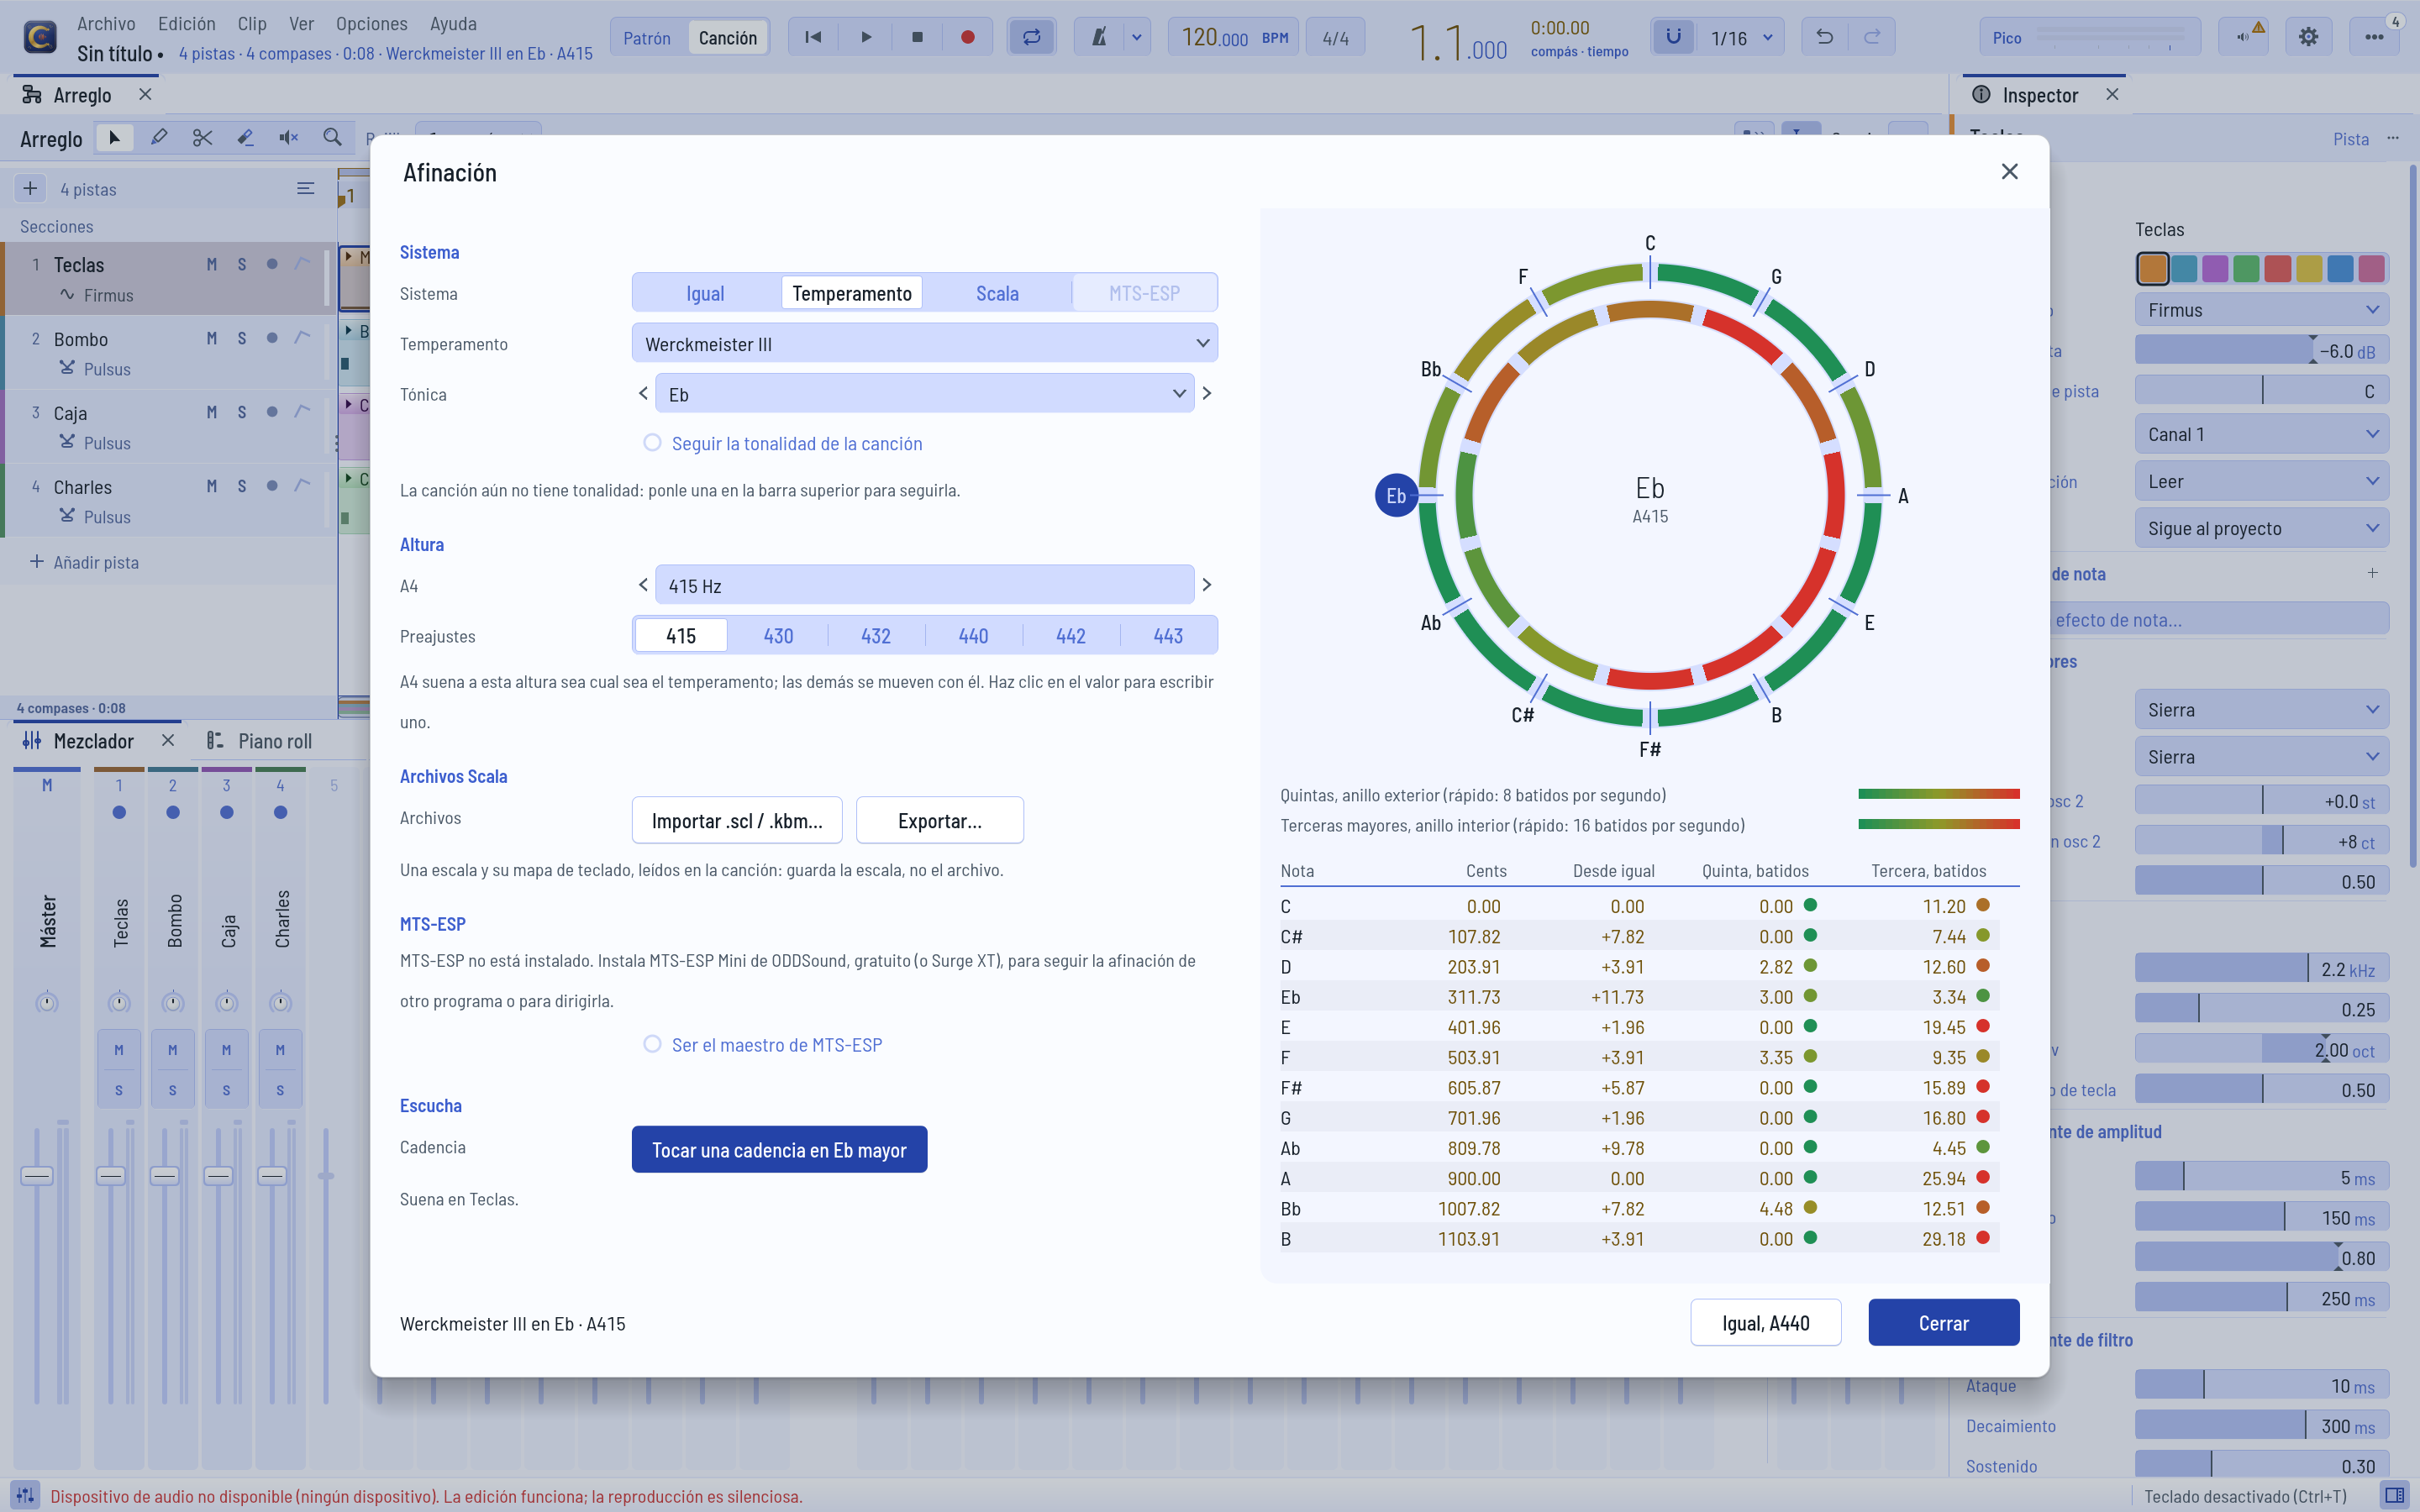 Archivo Edición Clip Ver Opciones Ayuda
Sin título • 4 pistas · 4 compases · 0:08 · Werckmeister III en Eb · A415
Patrón Canción
120.000 BPM 4/4
1.1.000 0:00.00
compás · tiempo
1/16
Pico
4
Arreglo
Inspector
Arreglo
Pista
4 pistas
1
Secciones
1 Teclas M S
Firmus
2 Bombo M S
Pulsus
3 Caja M S
Pulsus
4 Charles M S
Pulsus
Añadir pista
4 compases · 0:08
Mezclador Piano roll
M 1 2 3 4 5
Máster Teclas Bombo Caja Charles
M M M M
S S S S
Afinación
Sistema
Sistema Igual Temperamento Scala MTS-ESP
Temperamento Werckmeister III
Tónica Eb
Seguir la tonalidad de la canción
La canción aún no tiene tonalidad: ponle una en la barra superior para seguirla.
Altura
A4 415 Hz
Preajustes 415 430 432 440 442 443
A4 suena a esta altura sea cual sea el temperamento; las demás se mueven con él. Haz clic en el valor para escribir
uno.
Archivos Scala
Archivos Importar .scl / .kbm... Exportar...
Una escala y su mapa de teclado, leídos en la canción: guarda la escala, no el archivo.
MTS-ESP
MTS-ESP no está instalado. Instala MTS-ESP Mini de ODDSound, gratuito (o Surge XT), para seguir la afinación de
otro programa o para dirigirla.
Ser el maestro de MTS-ESP
Escucha
Cadencia Tocar una cadencia en Eb mayor
Suena en Teclas.
Werckmeister III en Eb · A415
C
F G
Bb D
Eb A
Eb
A415
Ab E
C# B
F#
Quintas, anillo exterior (rápido: 8 batidos por segundo)
Terceras mayores, anillo interior (rápido: 16 batidos por segundo)
Nota Cents Desde igual Quinta, batidos Tercera, batidos
C 0.00 0.00 0.00 11.20
C# 107.82 +7.82 0.00 7.44
D 203.91 +3.91 2.82 12.60
Eb 311.73 +11.73 3.00 3.34
E 401.96 +1.96 0.00 19.45
F 503.91 +3.91 3.35 9.35
F# 605.87 +5.87 0.00 15.89
G 701.96 +1.96 0.00 16.80
Ab 809.78 +9.78 0.00 4.45
A 900.00 0.00 0.00 25.94
Bb 1007.82 +7.82 4.48 12.51
B 1103.91 +3.91 0.00 29.18
Igual, A440 Cerrar
Teclas
Firmus
−6.0 dB
e pista C
Canal 1
Leer
Sigue al proyecto
de nota
efecto de nota...
Sierra
Sierra
osc 2 +0.0 st
n osc 2 +8 ct
0.50
2.2 kHz
0.25
2.00 oct
de tecla 0.50
nte de amplitud
5 ms
150 ms
0.80
250 ms
nte de filtro
Ataque 10 ms
Decaimiento 300 ms
Sostenido 0.30
Dispositivo de audio no disponible (ningún dispositivo). La edición funciona; la reproducción es silenciosa.
Teclado desactivado (Ctrl+T)